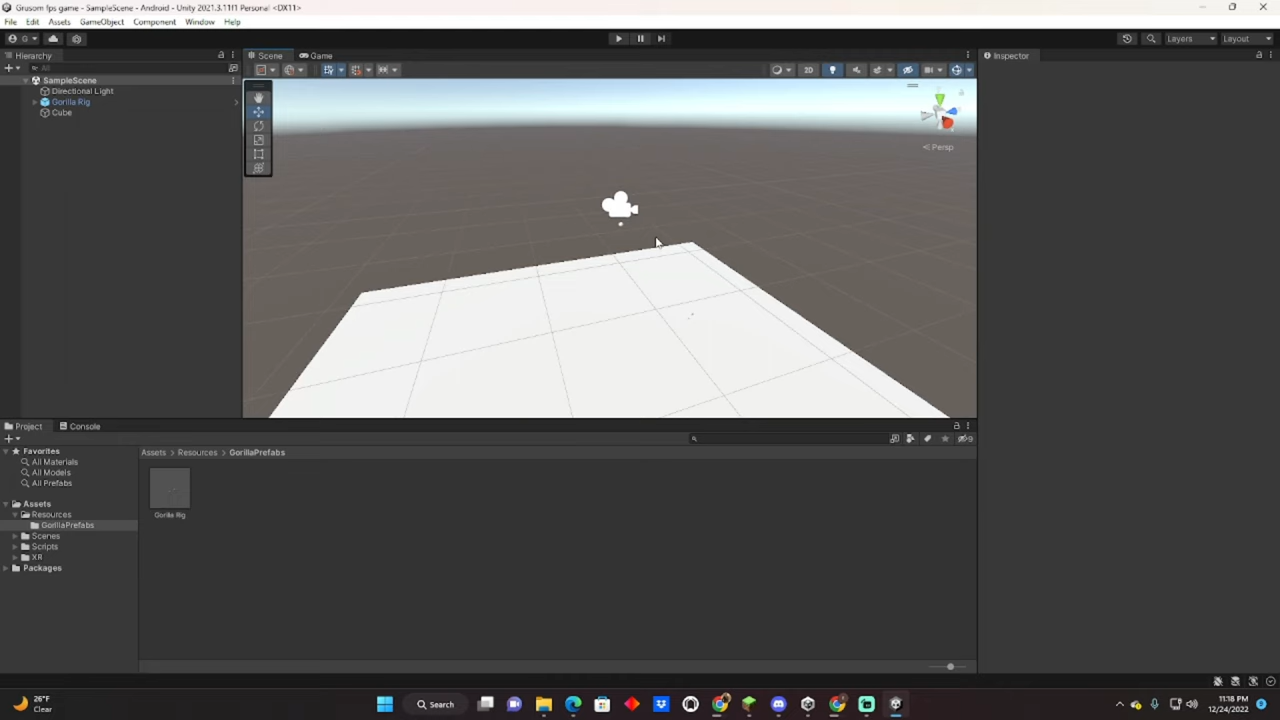 Grusom fps game - SampleScene - Android - Unity 2021.3.11f1 Personal <DX11>
File Edit Assets GameObject Component Window Help
G
Layers
Layout
Hierarchy
Scene
Game
Inspector
All
2D
SampleScene
Directional Light
Gorilla Rig
Cube
Persp
Project
Console
9
Favorites
All Materials
All Models
All Prefabs
Assets
Resources
GorillaPrefabs
Scenes
Scripts
XR
Packages
Assets > Resources > GorillaPrefabs
Gorilla Rig
26°F
Clear
Search
11:18 PM
12/24/2022